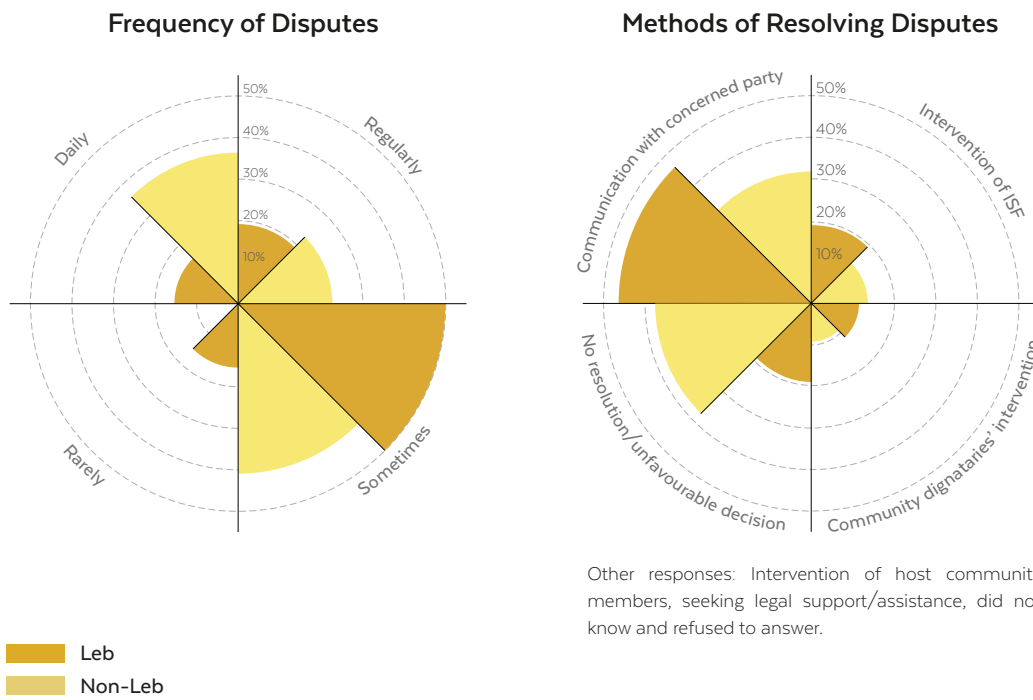 Frequency of Disputes
50%
40%
30%
20%
10%
Daily
Regularly
Rarely
Sometimes
Methods of Resolving Disputes
50%
40%
30%
20%
10%
Communication with concerned party
Intervention of ISF
No resolution/unfavourable decision
Community dignataries' intervention
Other responses: Intervention of host communit
members, seeking legal support/assistance, did no
know and refused to answer.
Leb
Non-Leb